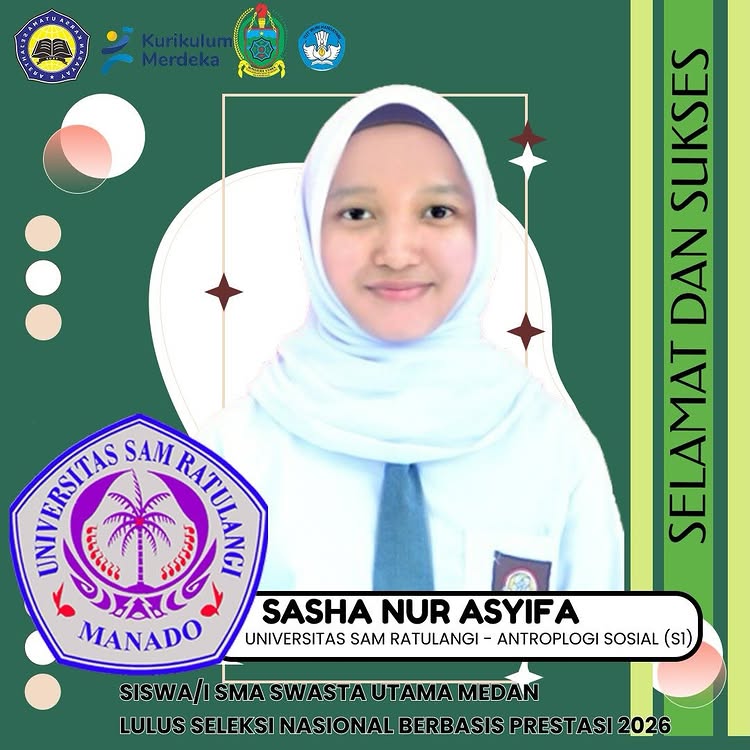 Kurikulum
Merdeka
SELAMAT DAN SUKSES
UNIVERSITAS SAM RATULANGI
MANADO
SASHA NUR ASYIFA
UNIVERSITAS SAM RATULANGI - ANTROPLOGI SOSIAL (S1)
SISWA/I SMA SWASTA UTAMA MEDAN
LULUS SELEKSI NASIONAL BERBASIS PRESTASI 2026